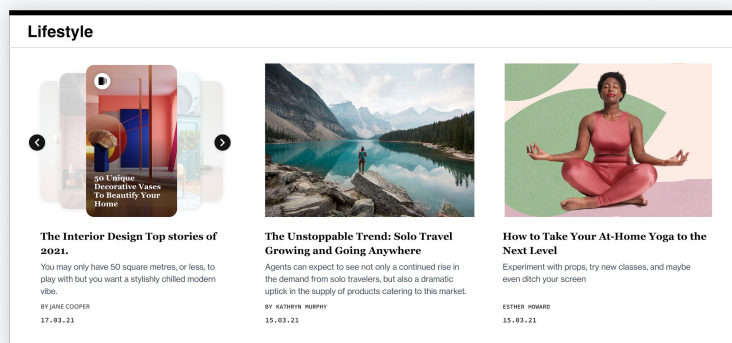 Lifestyle
50 Unique
Decorative Vases
To Beautify Your
Home
The Interior Design Top stories of
2021.
You may only have 50 square metres, or less, to
play with but you want a stylishly chilled modern
vibe.
BY JANE COOPER
17.03.21
The Unstoppable Trend: Solo Travel
Growing and Going Anywhere
Agents can expect to see not only a continued rise in
the demand from solo travelers, but also a dramatic
uptick in the supply of products catering to this market.
BY KATHRYN MURPHY
15.03.21
How to Take Your At-Home Yoga to the
Next Level
Experiment with props, try new classes, and maybe
even ditch your screen
ESTHER HOWARD
15.03.21